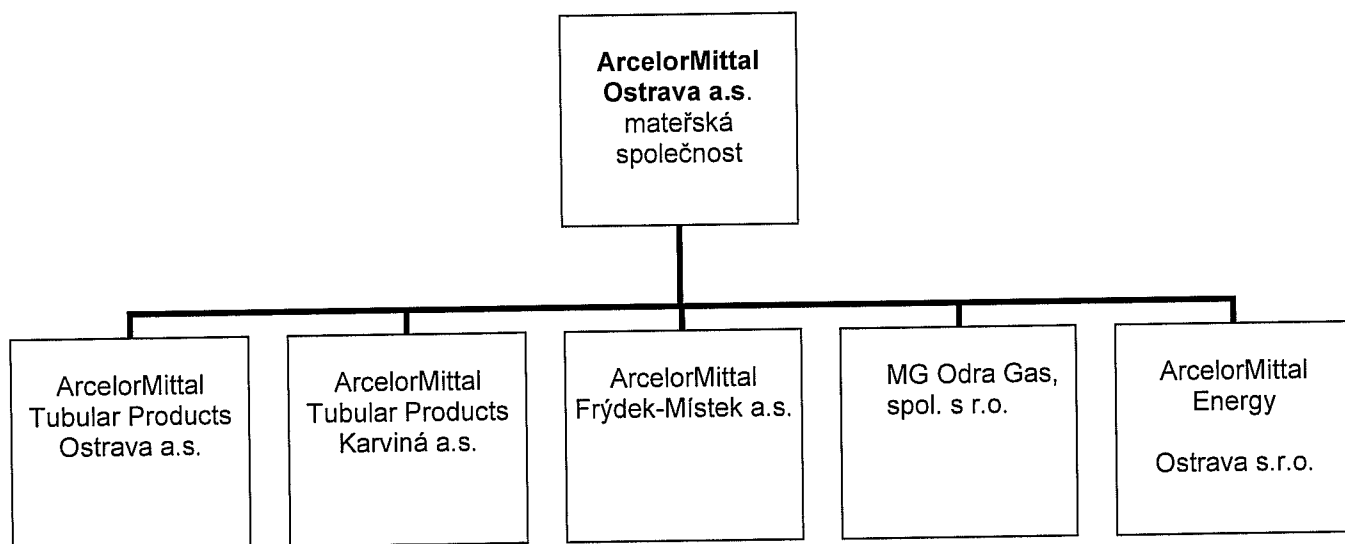 ArcelorMittal
Ostrava a.s.
mateřská
společnost
ArcelorMittal
Tubular Products
Ostrava a.s.
ArcelorMittal
Tubular Products
Karviná a.s.
ArcelorMittal
Frýdek-Místek a.s.
MG Odra Gas,
spol. s r.o.
ArcelorMittal
Energy
Ostrava s.r.o.